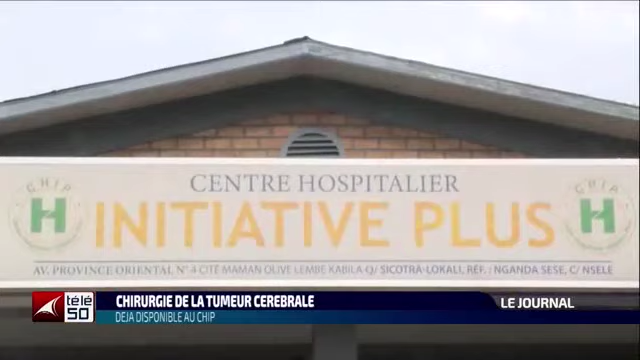 CENTRE HOSPITALIER
CHIP
H
INITIATIVE PLUS
CHIP
H
AV. PROVINCE ORIENTAL N° 4 CITÉ MAMAN OLIVE LEMBE KABILA Q/ SICOTRA-LOKALI, RÉF. : NGANDA SESE, C/ NSELE
télé
50
CHIRURGIE DE LA TUMEUR CEREBRALE
DEJA DISPONIBLE AU CHIP
LE JOURNAL